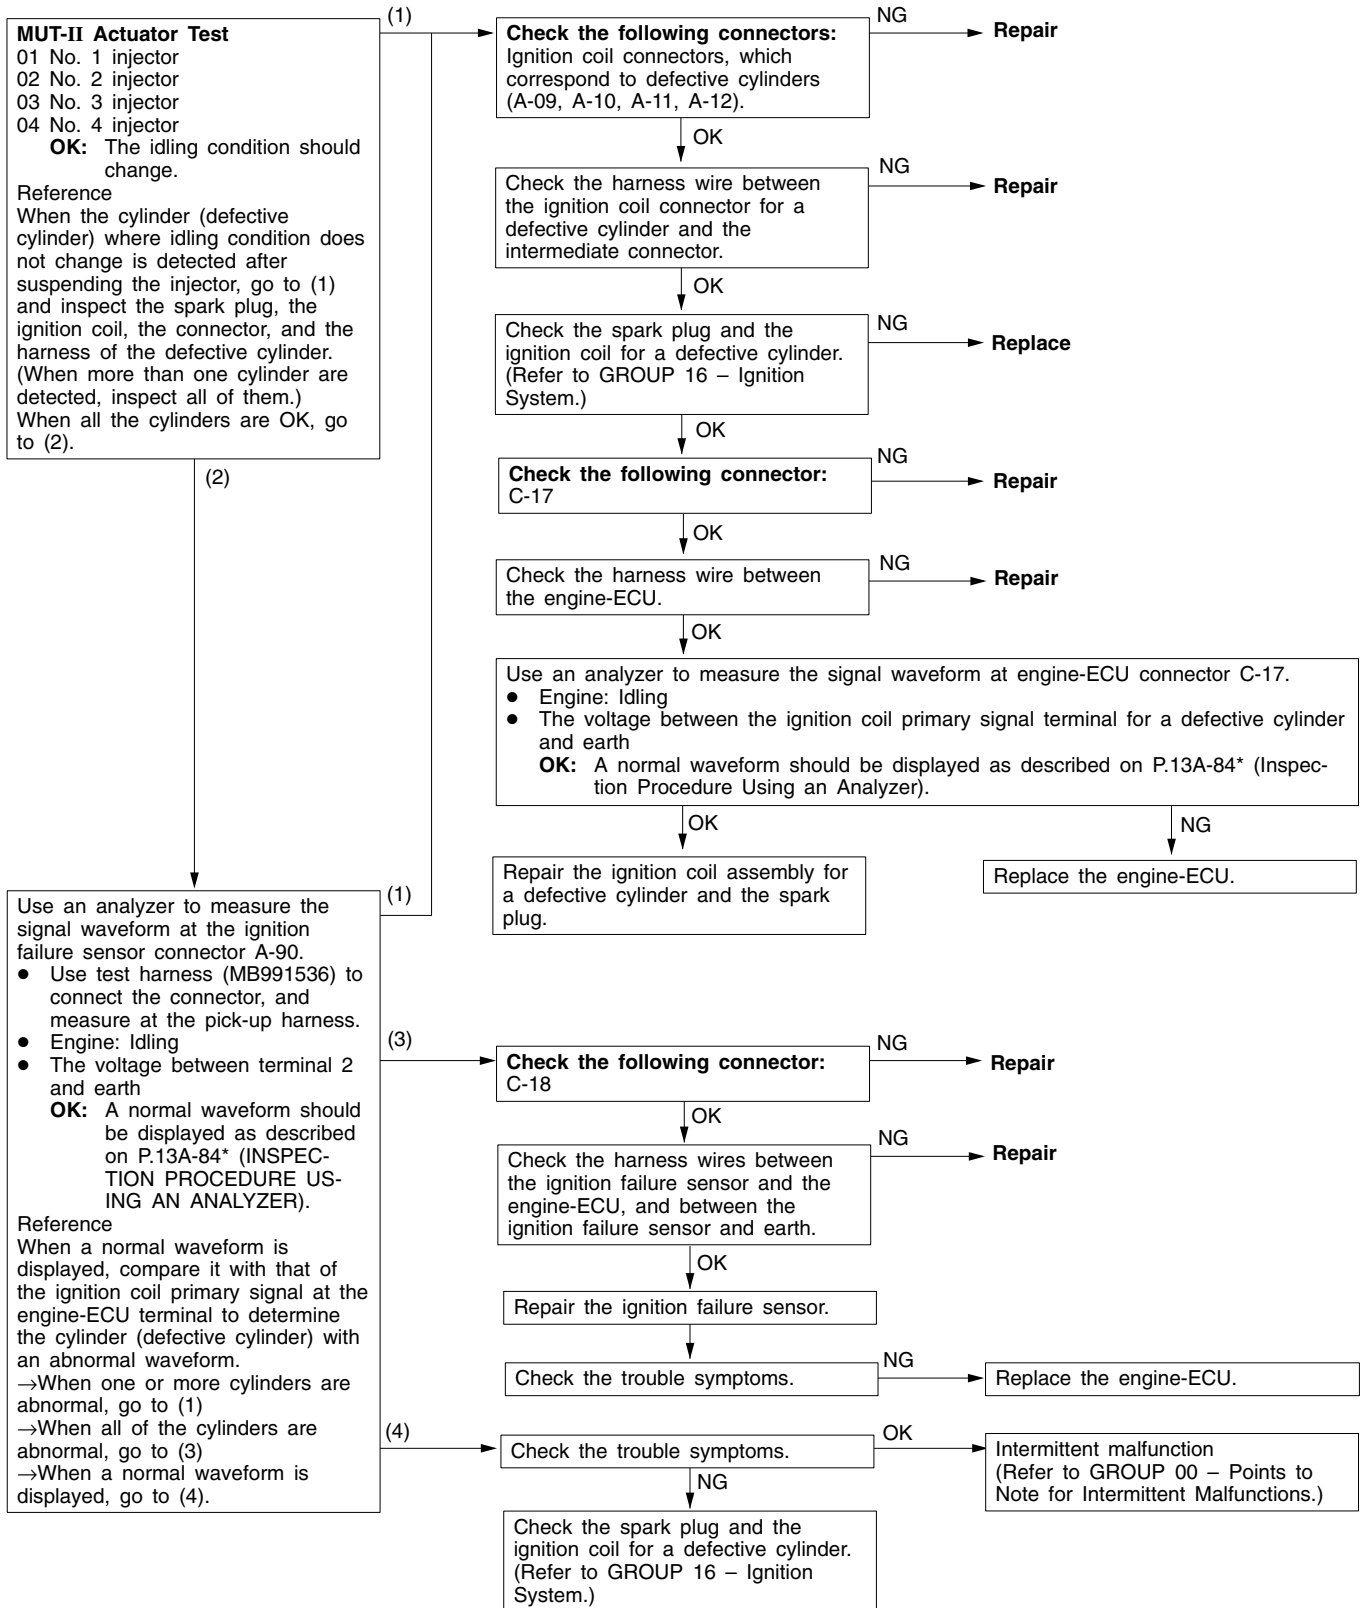 MUT-II Actuator Test
01 No. 1 injector
02 No. 2 injector
03 No. 3 injector
04 No. 4 injector
OK: The idling condition should
change.
Reference
When the cylinder (defective
cylinder) where idling condition does
not change is detected after
suspending the injector, go to (1)
and inspect the spark plug, the
ignition coil, the connector, and the
harness of the defective cylinder.
(When more than one cylinder are
detected, inspect all of them.)
When all the cylinders are OK, go
to (2).
(1)
Check the following connectors:
Ignition coil connectors, which
correspond to defective cylinders
(A-09, A-10, A-11, A-12).
NG
Repair
OK
Check the harness wire between
the ignition coil connector for a
defective cylinder and the
intermediate connector.
NG
Repair
OK
Check the spark plug and the
ignition coil for a defective cylinder.
(Refer to GROUP 16 – Ignition
System.)
NG
Replace
OK
Check the following connector:
C-17
NG
Repair
OK
Check the harness wire between
the engine-ECU.
NG
Repair
OK
Use an analyzer to measure the signal waveform at engine-ECU connector C-17.
● Engine: Idling
● The voltage between the ignition coil primary signal terminal for a defective cylinder
and earth
OK: A normal waveform should be displayed as described on P.13A-84* (Inspec-
tion Procedure Using an Analyzer).
OK
NG
Repair the ignition coil assembly for
a defective cylinder and the spark
plug.
Replace the engine-ECU.
(2)
Use an analyzer to measure the
signal waveform at the ignition
failure sensor connector A-90.
● Use test harness (MB991536) to
connect the connector, and
measure at the pick-up harness.
● Engine: Idling
● The voltage between terminal 2
and earth
OK: A normal waveform should
be displayed as described
on P.13A-84* (INSPEC-
TION PROCEDURE US-
ING AN ANALYZER).
Reference
When a normal waveform is
displayed, compare it with that of
the ignition coil primary signal at the
engine-ECU terminal to determine
the cylinder (defective cylinder) with
an abnormal waveform.
→When one or more cylinders are
abnormal, go to (1)
→When all of the cylinders are
abnormal, go to (3)
→When a normal waveform is
displayed, go to (4).
(1)
(3)
Check the following connector:
C-18
NG
Repair
OK
Check the harness wires between
the ignition failure sensor and the
engine-ECU, and between the
ignition failure sensor and earth.
NG
Repair
OK
Repair the ignition failure sensor.
Check the trouble symptoms.
NG
Replace the engine-ECU.
(4)
Check the trouble symptoms.
OK
Intermittent malfunction
(Refer to GROUP 00 – Points to
Note for Intermittent Malfunctions.)
NG
Check the spark plug and the
ignition coil for a defective cylinder.
(Refer to GROUP 16 – Ignition
System.)